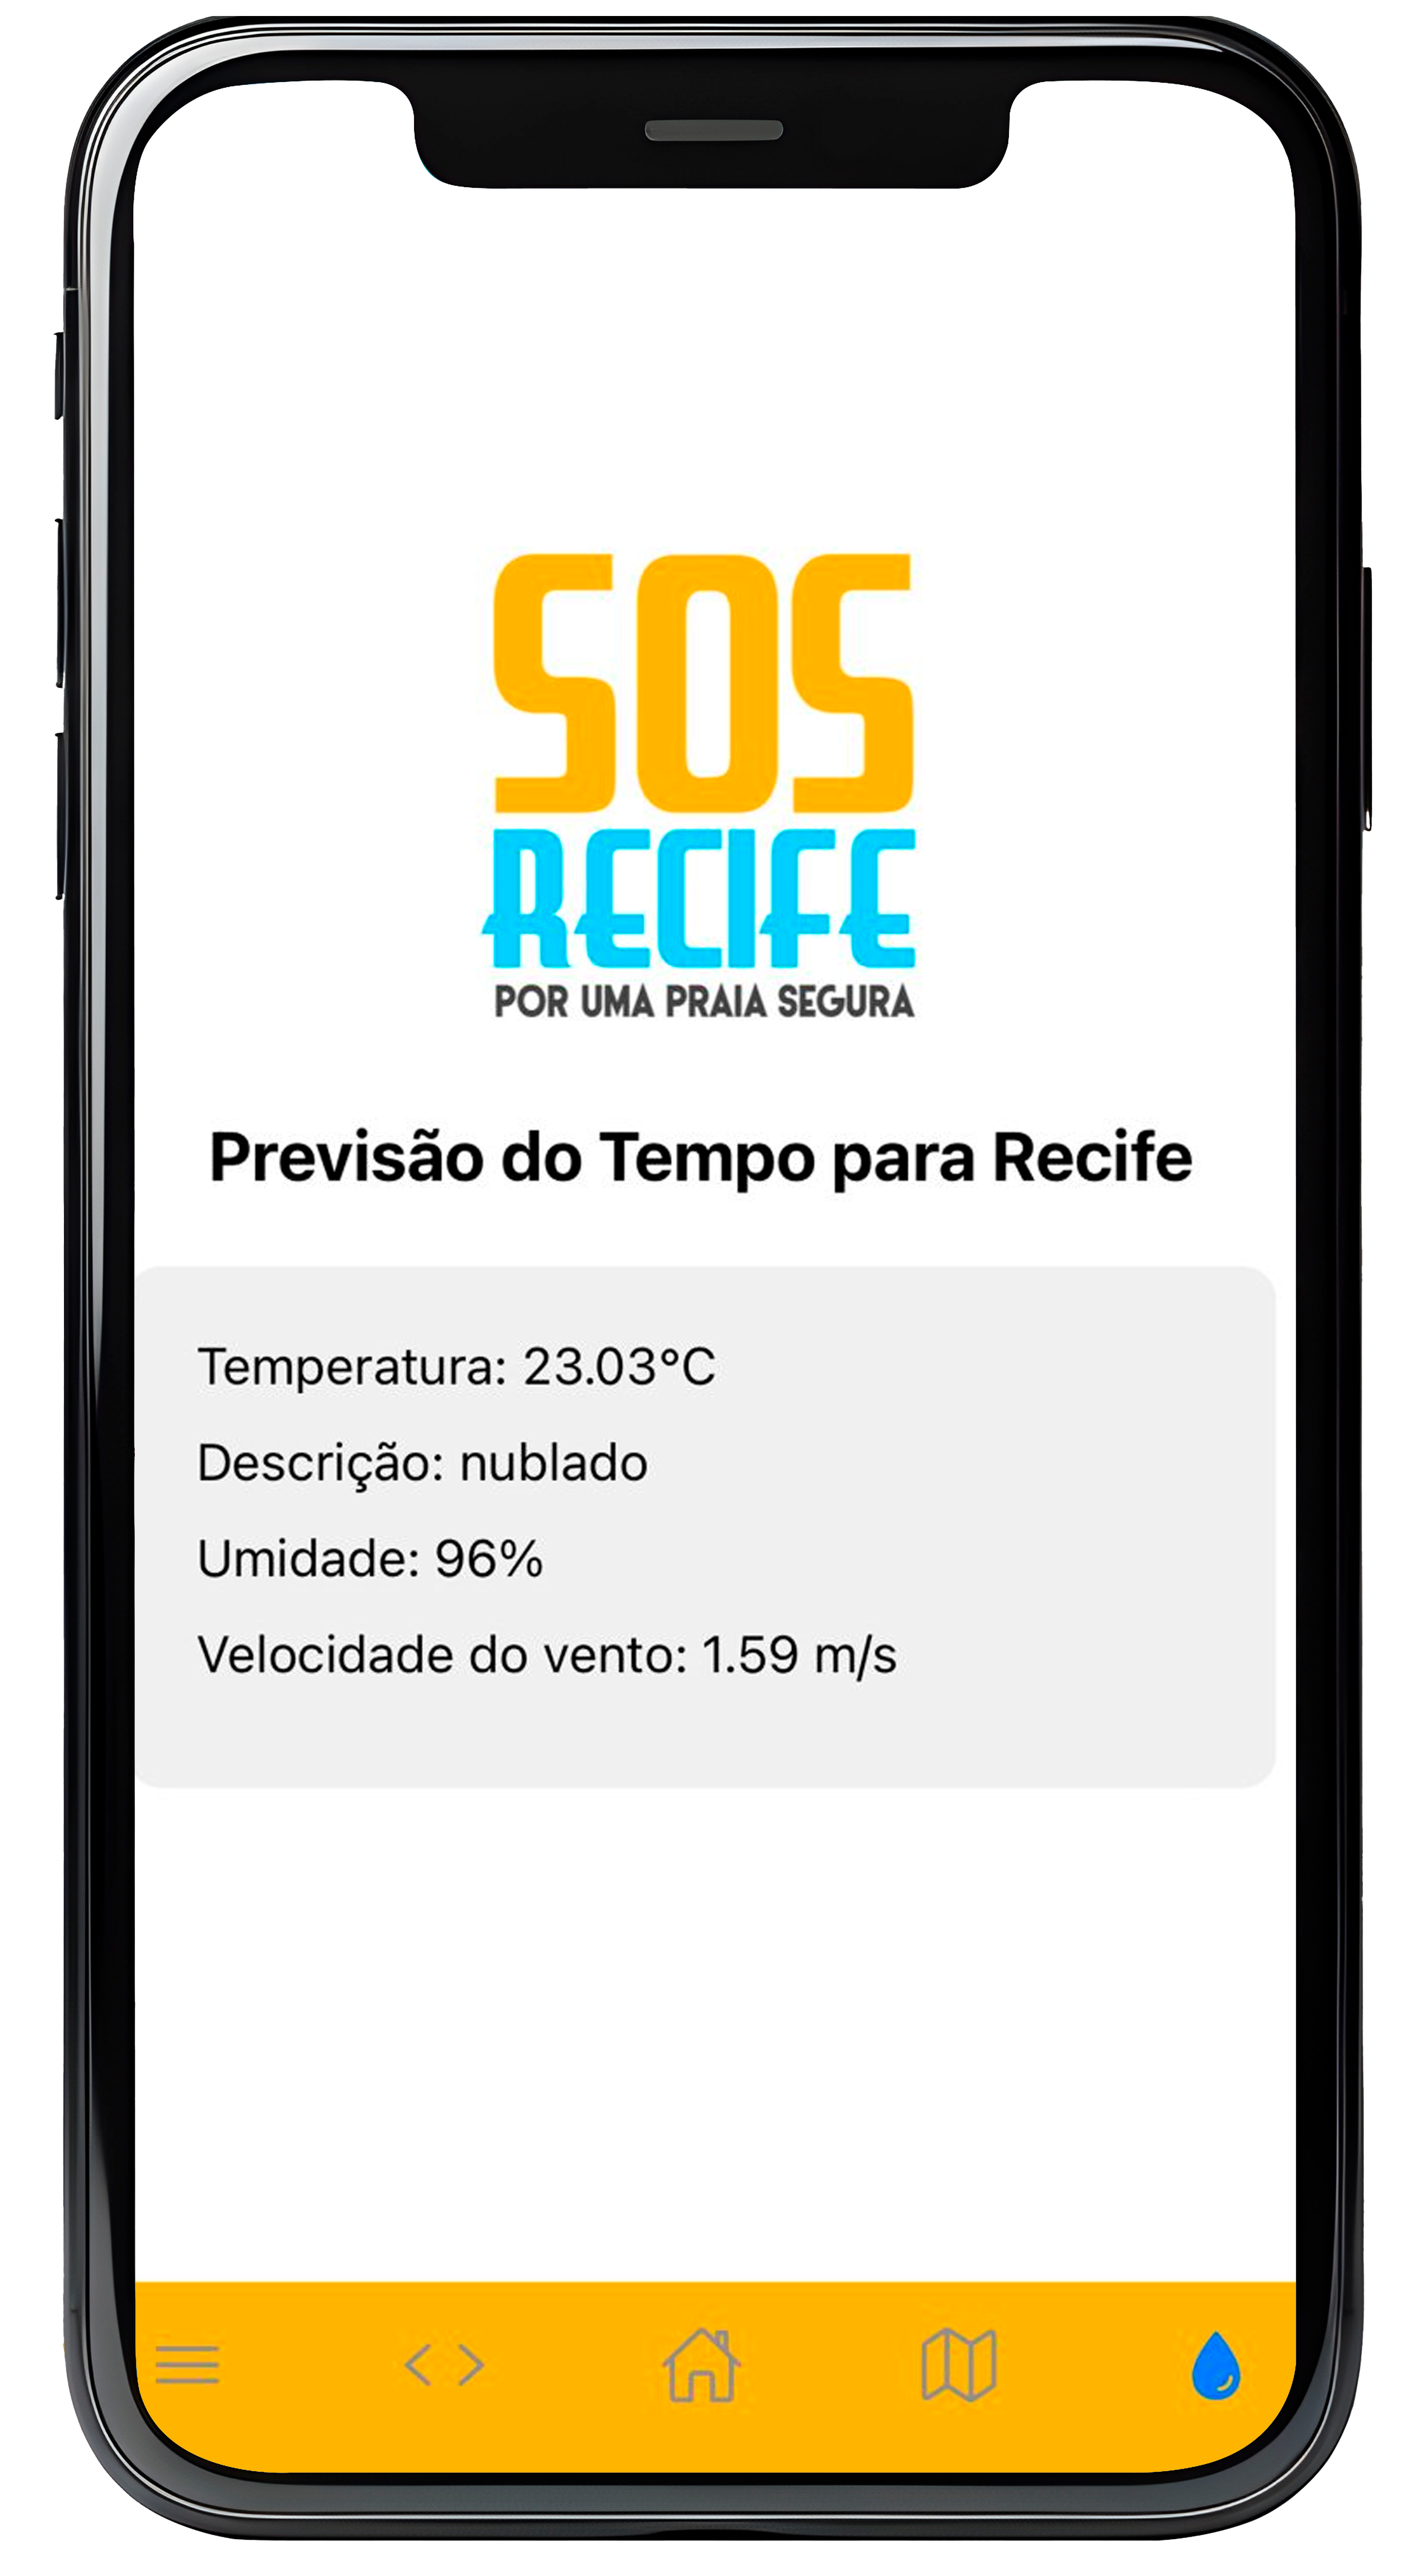 SOS
RECIFE
POR UMA PRAIA SEGURA
Previsão do Tempo para Recife
Temperatura: 23.03°C
Descrição: nublado
Umidade: 96%
Velocidade do vento: 1.59 m/s